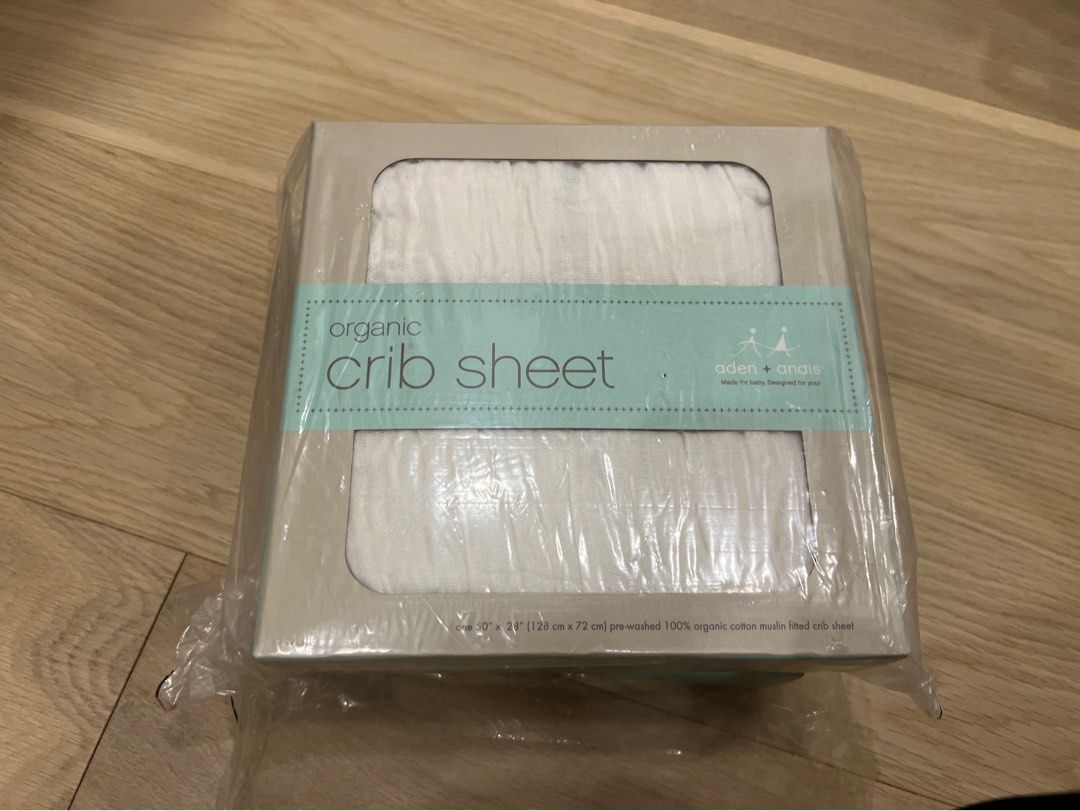 organic
crib sheet
aden + anais®
Made for baby. Designed for your
one 50" x 28" (128 cm x 72 cm) pre-washed 100% organic cotton muslin fitted crib sheet